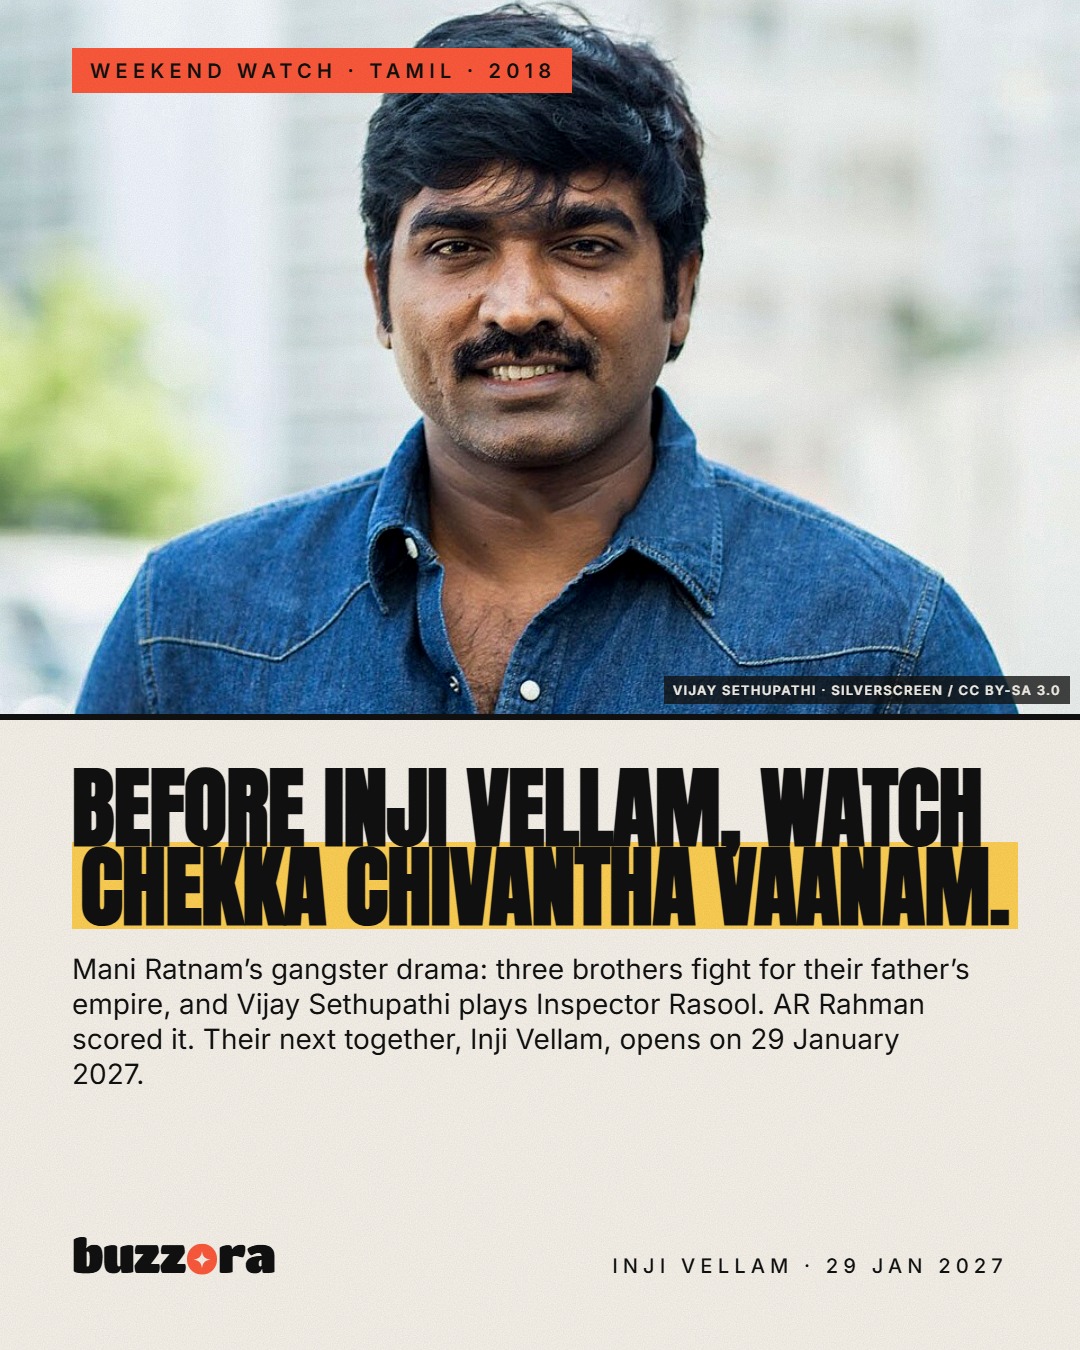 WEEKEND WATCH · TAMIL · 2018
VIJAY SETHUPATHI · SILVERSCREEN / CC BY-SA 3.0
BEFORE INJI VELLAM, WATCH
CHEKKA CHIVANTHA VAANAM.
Mani Ratnam’s gangster drama: three brothers fight for their father’s
empire, and Vijay Sethupathi plays Inspector Rasool. AR Rahman
scored it. Their next together, Inji Vellam, opens on 29 January
2027.
buzzora
INJI VELLAM · 29 JAN 2027